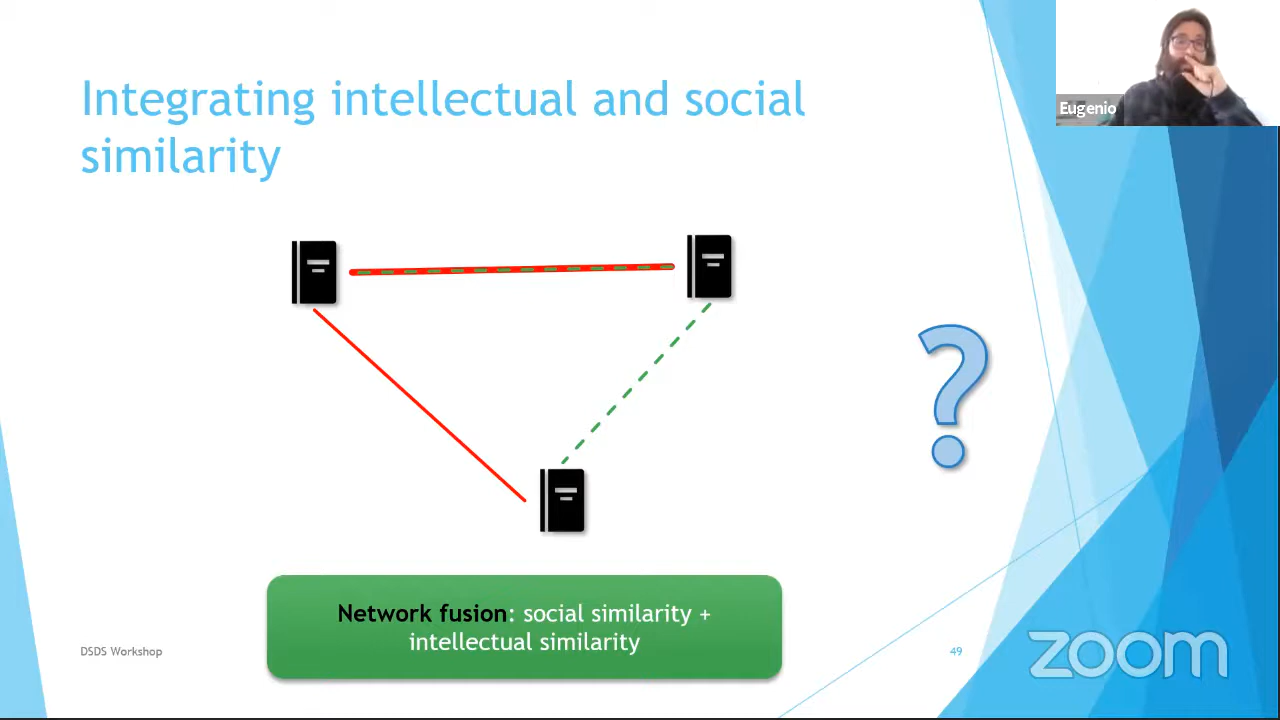 Integrating intellectual and social
similarity
Eugenio
Network fusion: social similarity +
intellectual similarity
DSDS Workshop
49
zoom